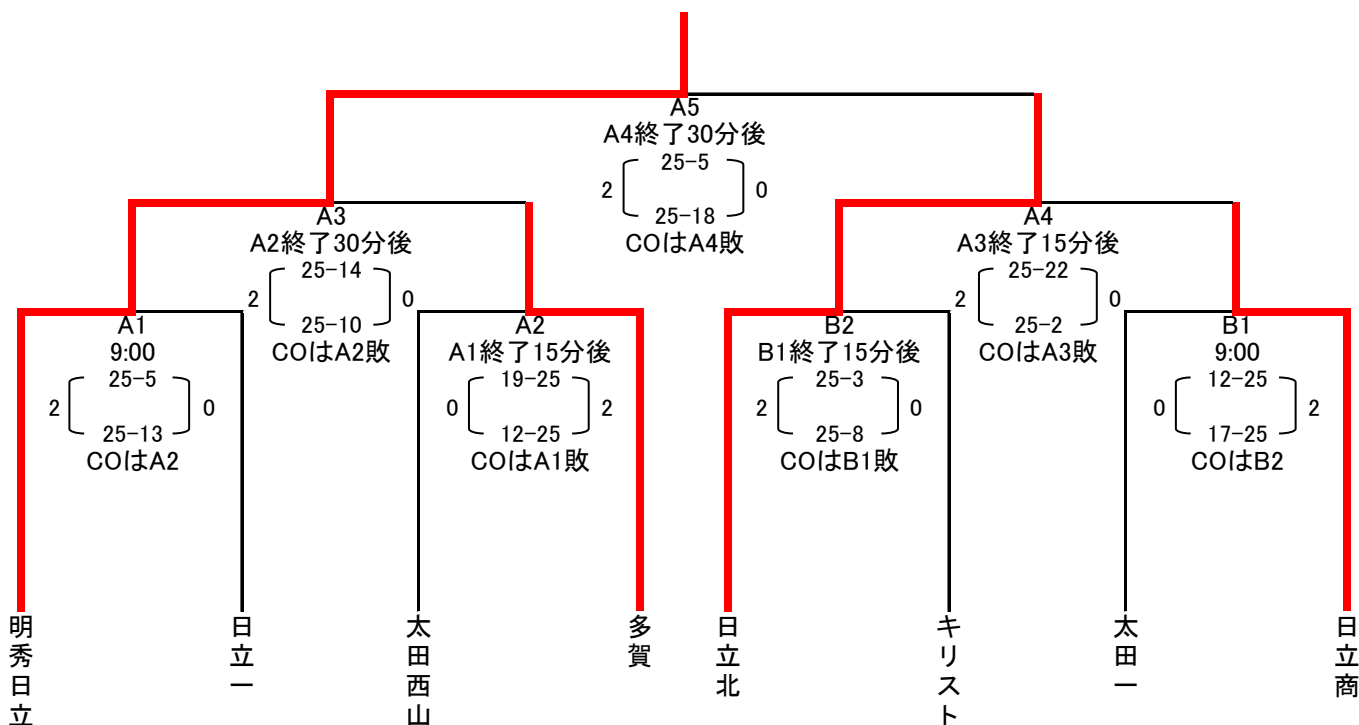 A5
A4終了30分後
25-5
2 0
25-18
COはA4敗
A3
A2終了30分後
25-14
2 0
25-10
COはA2敗
A4
A3終了15分後
25-22
2 0
25-2
COはA3敗
A1
9:00
25-5
2 0
25-13
COはA2
A2
A1終了15分後
19-25
0 2
12-25
COはA1敗
B2
B1終了15分後
25-3
2 0
25-8
COはB1敗
B1
9:00
12-25
0 2
17-25
COはB2
明秀日立
日立一
太田西山
多賀
日立北
キリスト
太田一
日立商